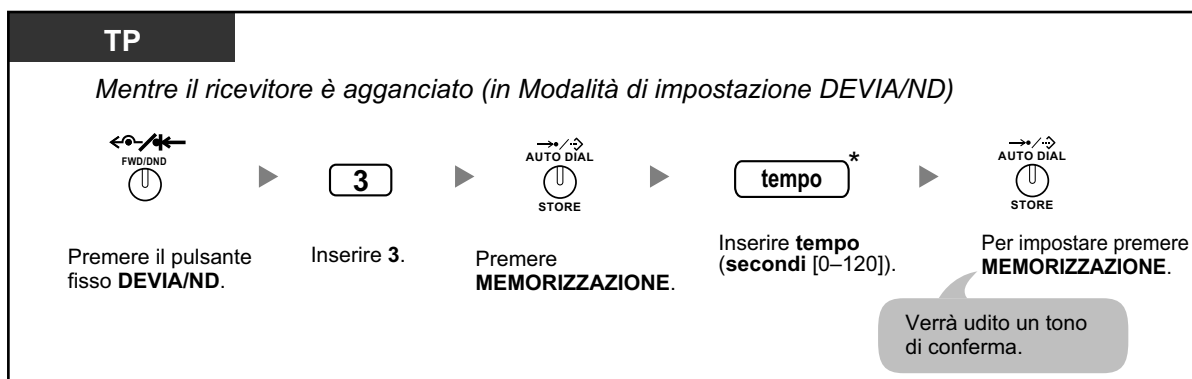 TP
Mentre il ricevitore è agganciato (in Modalità di impostazione DEVIA/ND)
FWD/DND
3
AUTO DIAL
STORE
tempo*
AUTO DIAL
STORE
Premere il pulsante
fisso DEVIA/ND.
Inserire 3.
Premere
MEMORIZZAZIONE.
Inserire tempo
(secondi [0–120]).
Per impostare premere
MEMORIZZAZIONE.
Verrà udito un tono
di conferma.